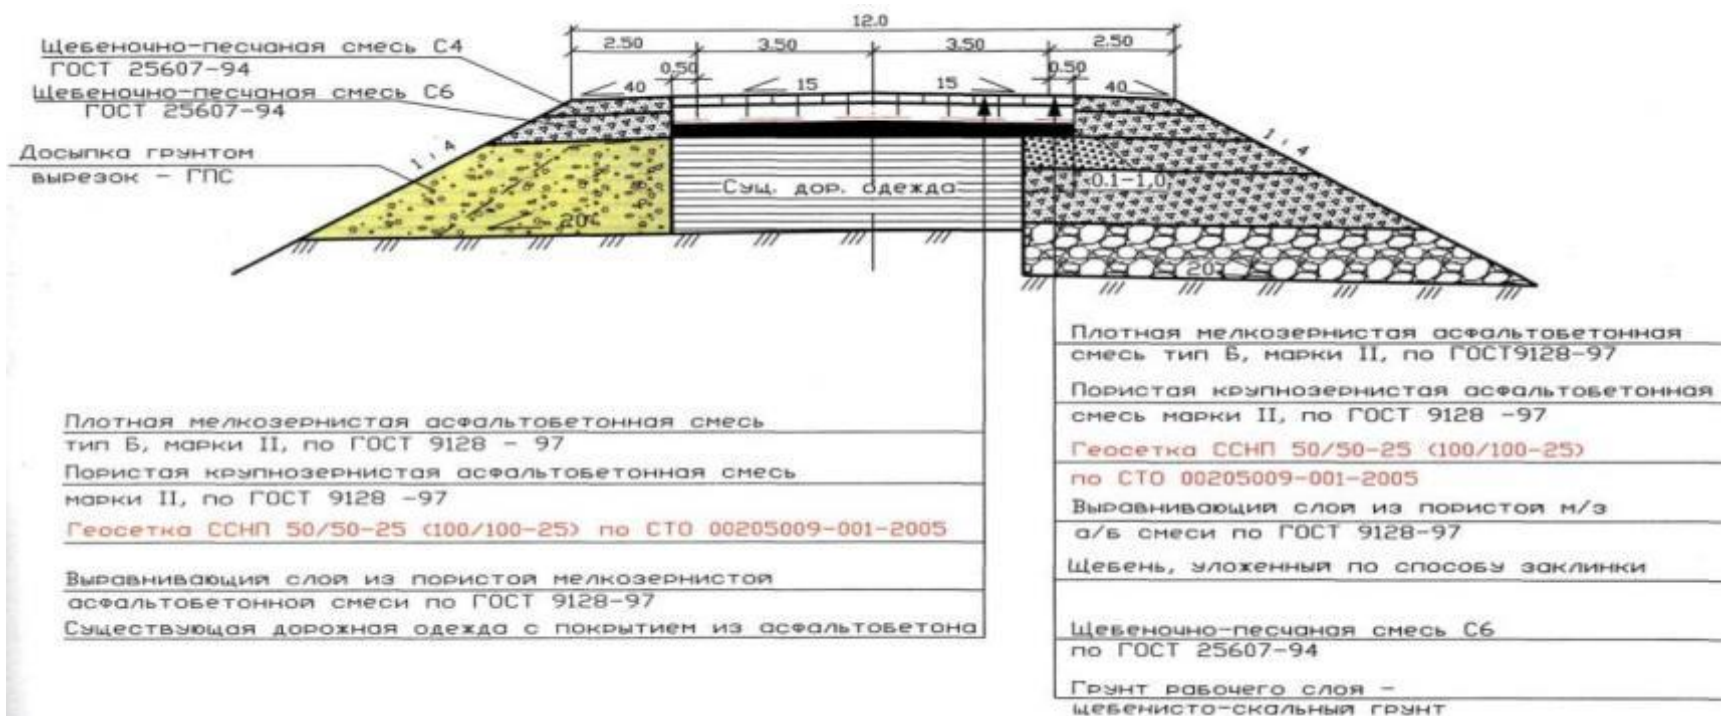 12.0
2.50 3.50 3.50 2.50
0.50 0.50
40 15 15 40
Щебеночно-песчаная смесь С4
ГОСТ 25607-94
Щебеночно-песчаная смесь С6
ГОСТ 25607-94
Досыпка грунтом
вырезок - ГПС
1:4
1:4
Сущ. дор. одежда
0.1-1,0
20
20
Плотная мелкозернистая асфальтобетонная смесь
тип Б, марки II, по ГОСТ 9128 - 97
Пористая крупнозернистая асфальтобетонная смесь
марки II, по ГОСТ 9128 -97
Геосетка ССНП 50/50-25 (100/100-25) по СТО 00205009-001-2005
Выравнивающий слой из пористой мелкозернистой
асфальтобетонной смеси по ГОСТ 9128-97
Существующая дорожная одежда с покрытием из асфальтобетона
Плотная мелкозернистая асфальтобетонная
смесь тип Б, марки II, по ГОСТ9128-97
Пористая крупнозернистая асфальтобетонная
смесь марки II, по ГОСТ 9128 -97
Геосетка ССНП 50/50-25 (100/100-25)
по СТО 00205009-001-2005
Выравнивающий слой из пористой м/з
а/б смеси по ГОСТ 9128-97
Щебень, уложенный по способу заклинки
Щебеночно-песчаная смесь С6
по ГОСТ 25607-94
Грунт рабочего слоя -
щебенисто-скальный грунт